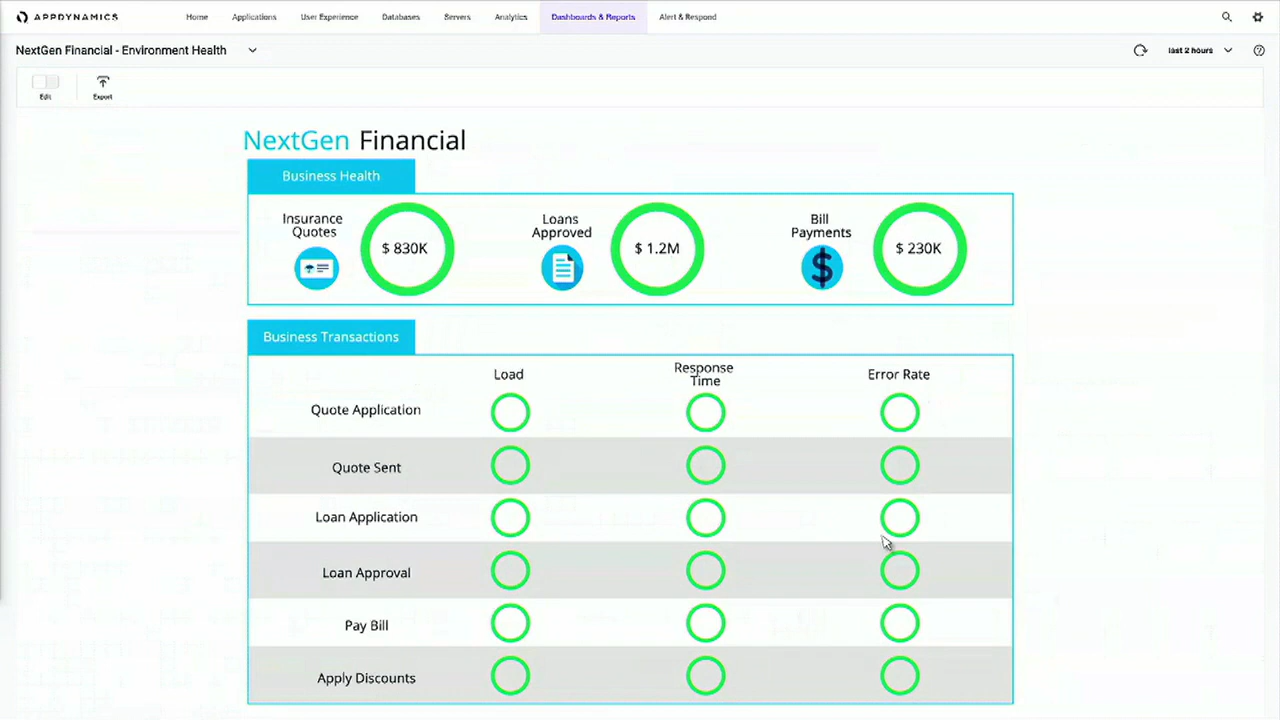 APPDYNAMICS Home Applications User Experience Databases Servers Analytics Dashboards & Reports Alert & Respond
NextGen Financial - Environment Health last 2 hours
Edit Export
NextGen Financial
Business Health
Insurance
Quotes
$ 830K
Loans
Approved
$ 1.2M
Bill
Payments
$ 230K
Business Transactions
Load
Response
Time
Error Rate
Quote Application
Quote Sent
Loan Application
Loan Approval
Pay Bill
Apply Discounts